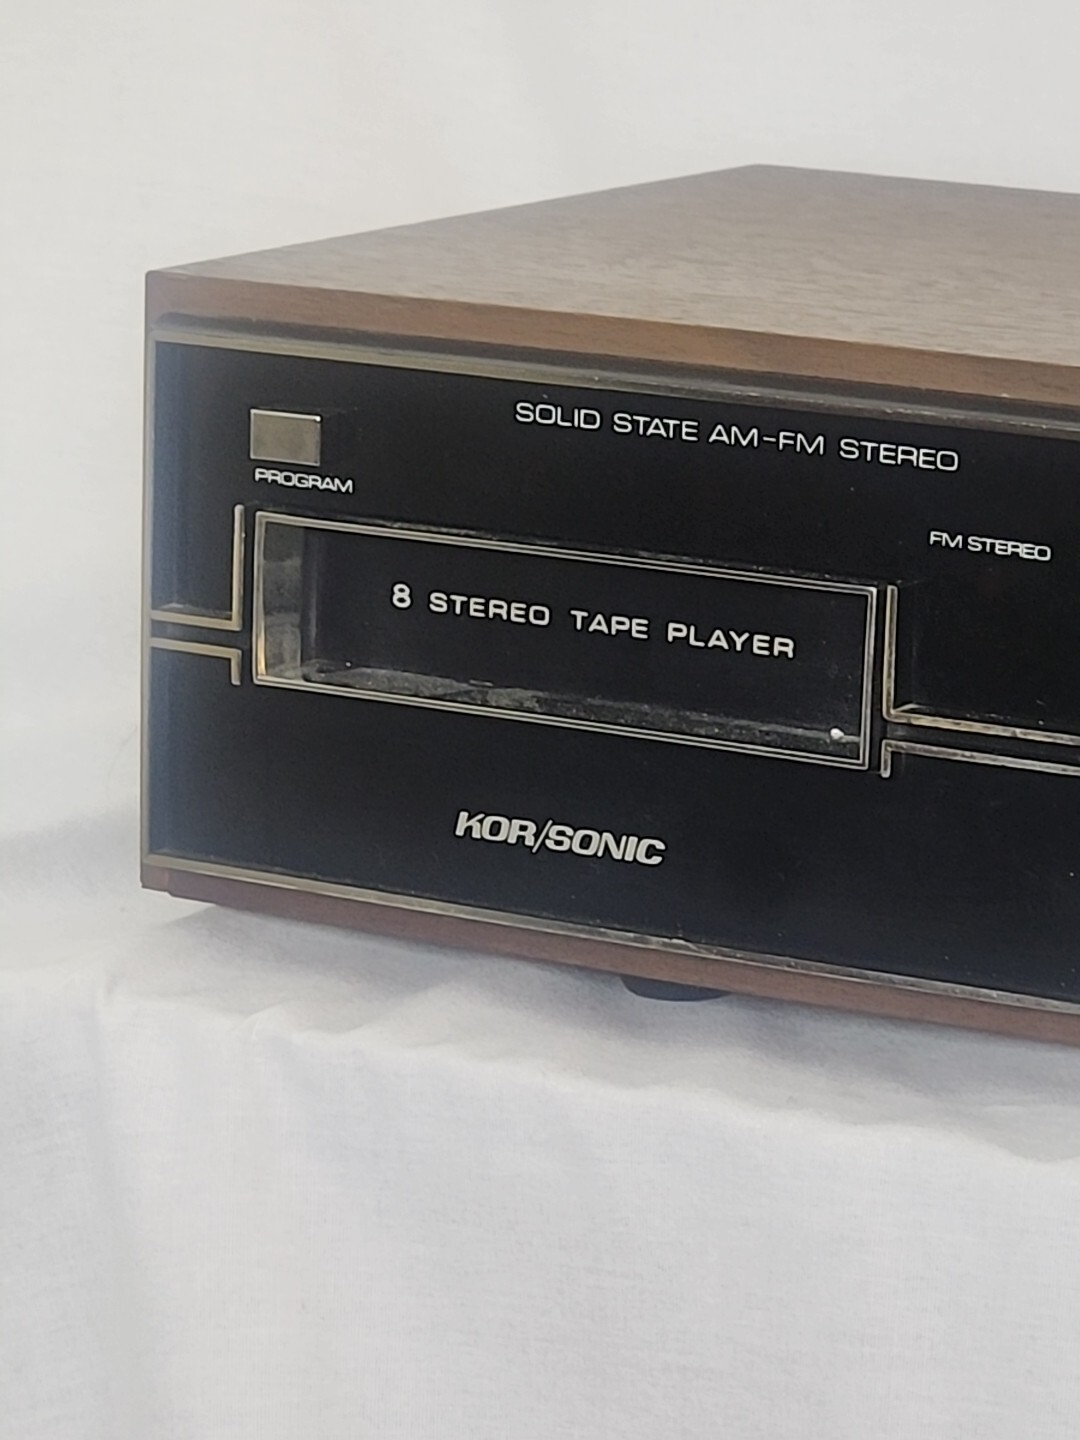 SOLID STATE AM-FM STEREO
PROGRAM
FM STEREO
8 STEREO TAPE PLAYER
KOR/SONIC